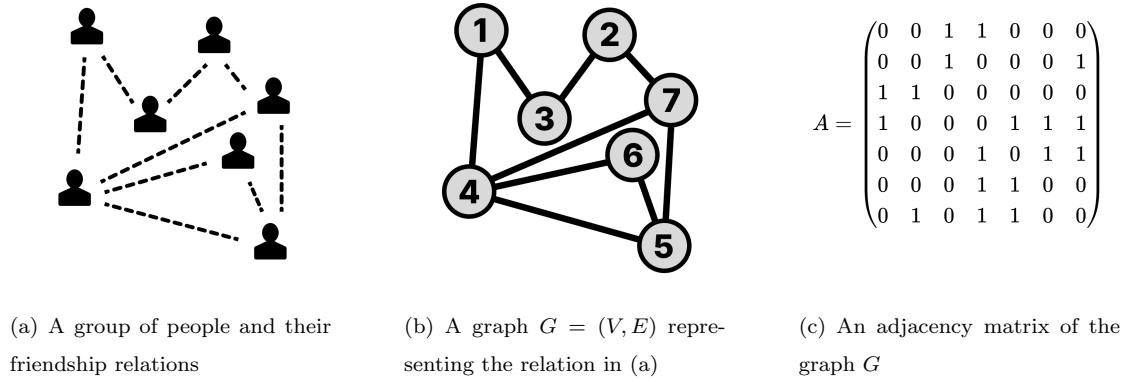 1
2
3
7
6
4
5
A =
0 0 1 1 0 0 0
0 0 1 0 0 0 1
1 1 0 0 0 0 0
1 0 0 0 1 1 1
0 0 0 1 0 1 1
0 0 0 1 1 0 0
0 1 0 1 1 0 0
(a) A group of people and their
friendship relations
(b) A graph G = (V, E) repre-
senting the relation in (a)
(c) An adjacency matrix of the
graph G